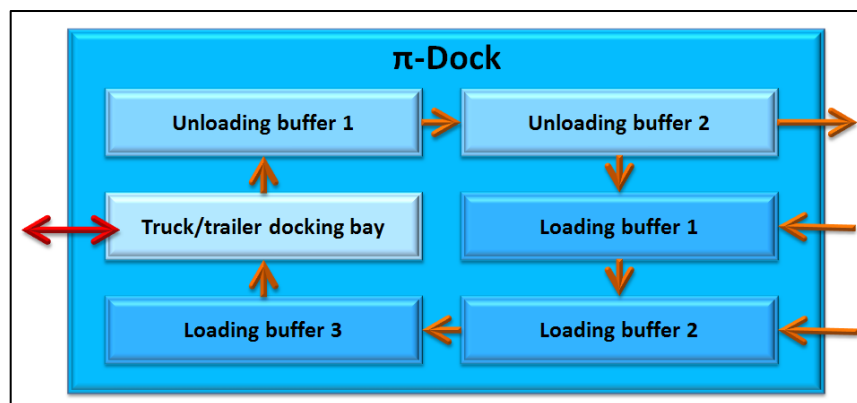 π-Dock
Unloading buffer 1
Unloading buffer 2
Truck/trailer docking bay
Loading buffer 1
Loading buffer 3
Loading buffer 2